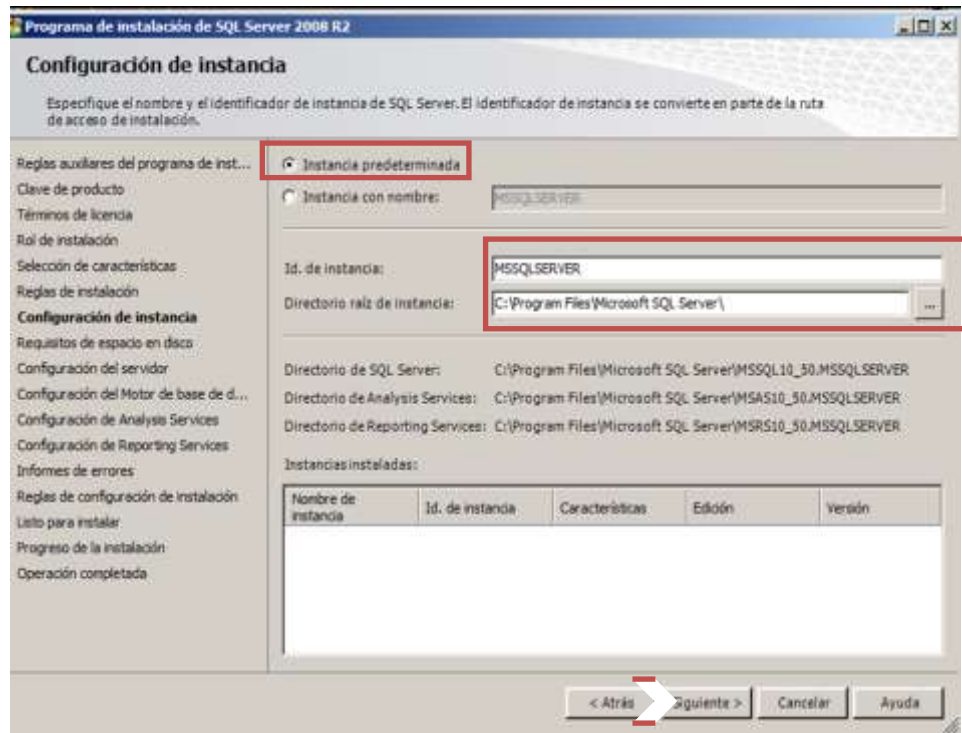 Programa de instalación de SQL Server 2008 R2
Configuración de instancia
Especifique el nombre y el identificador de instancia de SQL Server. El identificador de instancia se convierte en parte de la ruta
de acceso de instalación.
Reglas auxiliares del programa de inst...
Clave de producto
Términos de licencia
Rol de instalación
Selección de características
Reglas de instalación
Configuración de instancia
Requisitos de espacio en disco
Configuración del servidor
Configuración del Motor de base de d...
Configuración de Analysis Services
Configuración de Reporting Services
Informes de errores
Reglas de configuración de instalación
Listo para instalar
Progreso de la instalación
Operación completada
Instancia predeterminada
Instancia con nombre: MSSQLSERVER
Id. de instancia: MSSQLSERVER
Directorio raíz de instancia: C:\Program Files\Microsoft SQL Server\ ...
Directorio de SQL Server: C:\Program Files\Microsoft SQL Server\MSSQL10_50.MSSQLSERVER
Directorio de Analysis Services: C:\Program Files\Microsoft SQL Server\MSAS10_50.MSSQLSERVER
Directorio de Reporting Services: C:\Program Files\Microsoft SQL Server\MSRS10_50.MSSQLSERVER
Instancias instaladas:
Nombre de instancia Id. de instancia Características Edición Versión
< Atrás Siguiente > Cancelar Ayuda